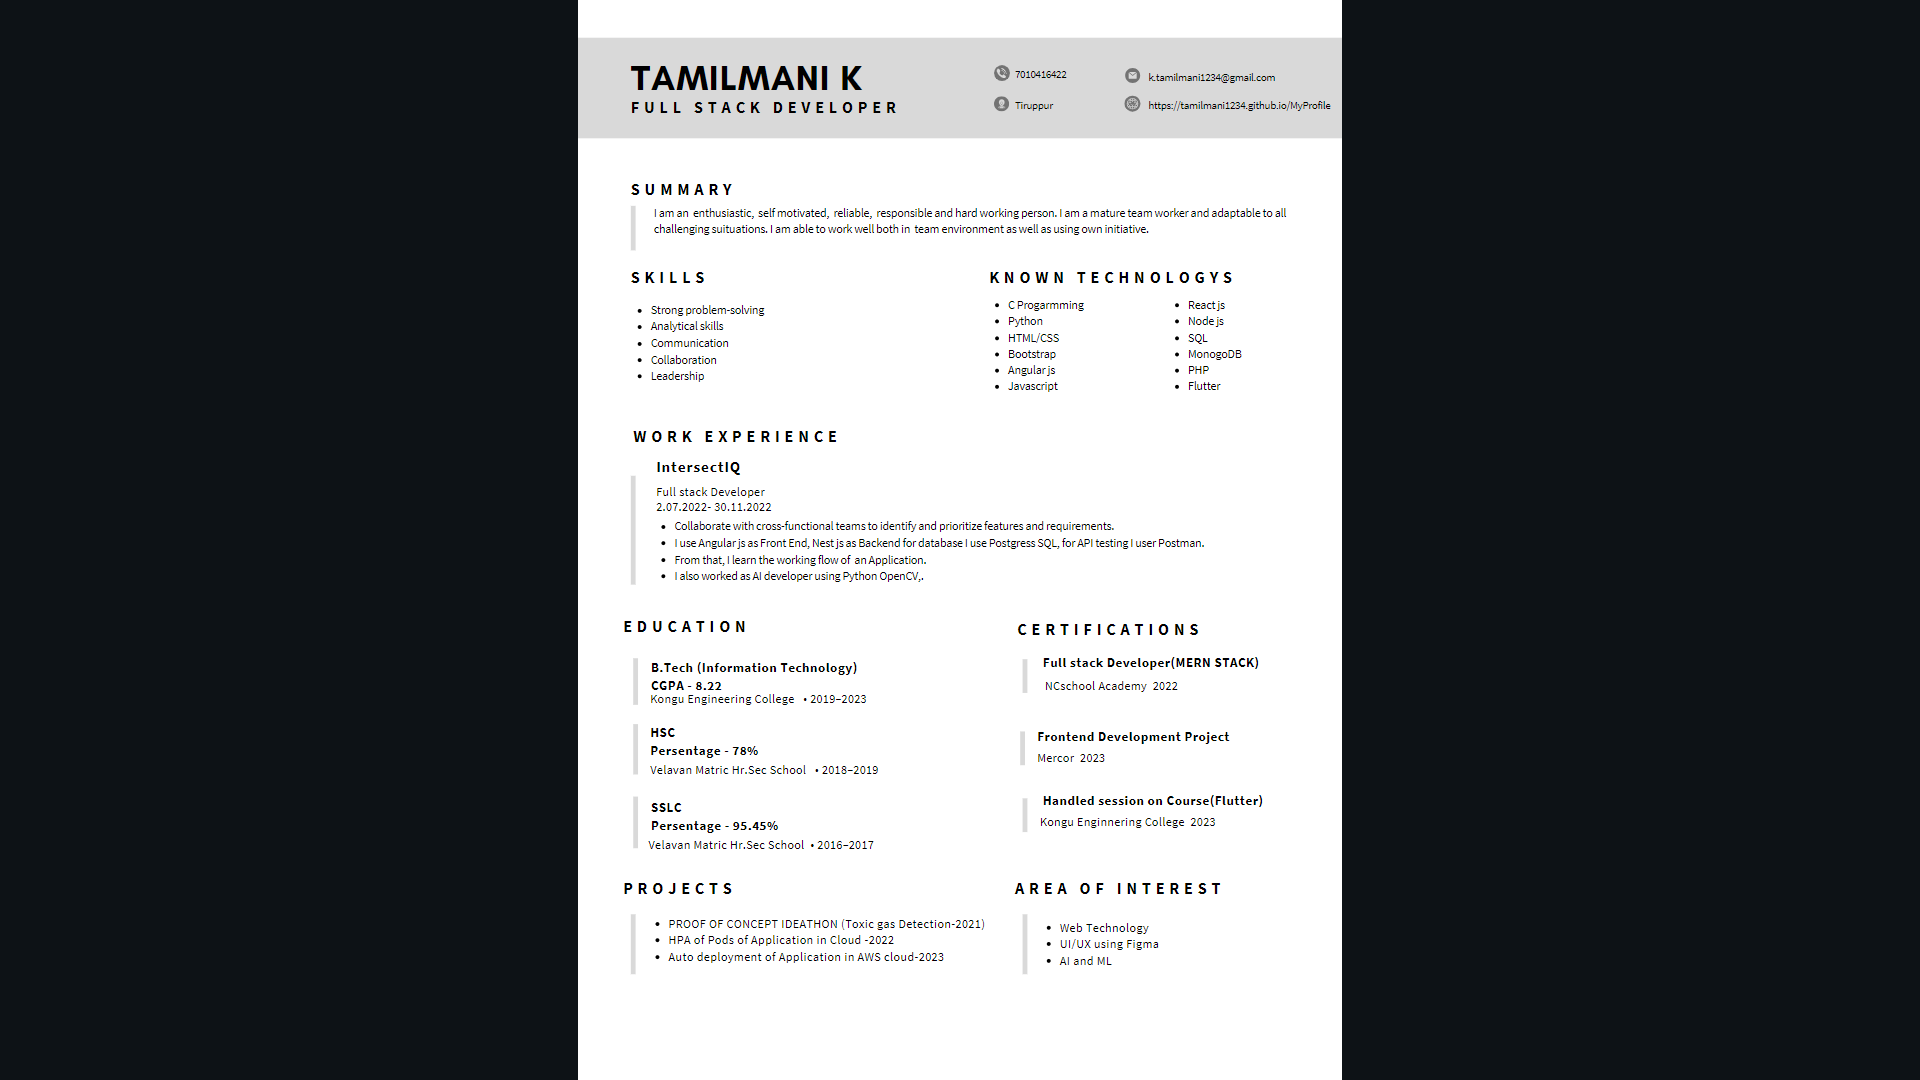 TAMILMANI K
FULL STACK DEVELOPER
7010416422
k.tamilmani1234@gmail.com
Tiruppur
https://tamilmani1234.github.io/MyProfile
SUMMARY
I am an enthusiastic, self motivated, reliable, responsible and hard working person. I am a mature team worker and adaptable to all
challenging suituations. I am able to work well both in team environment as well as using own initiative.
SKILLS
• Strong problem-solving
• Analytical skills
• Communication
• Collaboration
• Leadership
KNOWN TECHNOLOGYS
• C Progarmming
• Python
• HTML/CSS
• Bootstrap
• Angular js
• Javascript
• React js
• Node js
• SQL
• MonogoDB
• PHP
• Flutter
WORK EXPERIENCE
IntersectIQ
Full stack Developer
2.07.2022- 30.11.2022
• Collaborate with cross-functional teams to identify and prioritize features and requirements.
• I use Angular js as Front End, Nest js as Backend for database I use Postgress SQL, for API testing I user Postman.
• From that, I learn the working flow of an Application.
• I also worked as AI developer using Python OpenCV,.
EDUCATION
B.Tech (Information Technology)
CGPA - 8.22
Kongu Engineering College • 2019–2023
HSC
Persentage - 78%
Velavan Matric Hr.Sec School • 2018–2019
SSLC
Persentage - 95.45%
Velavan Matric Hr.Sec School • 2016–2017
CERTIFICATIONS
Full stack Developer(MERN STACK)
NCschool Academy 2022
Frontend Development Project
Mercor 2023
Handled session on Course(Flutter)
Kongu Enginnering College 2023
PROJECTS
• PROOF OF CONCEPT IDEATHON (Toxic gas Detection-2021)
• HPA of Pods of Application in Cloud -2022
• Auto deployment of Application in AWS cloud-2023
AREA OF INTEREST
• Web Technology
• UI/UX using Figma
• AI and ML